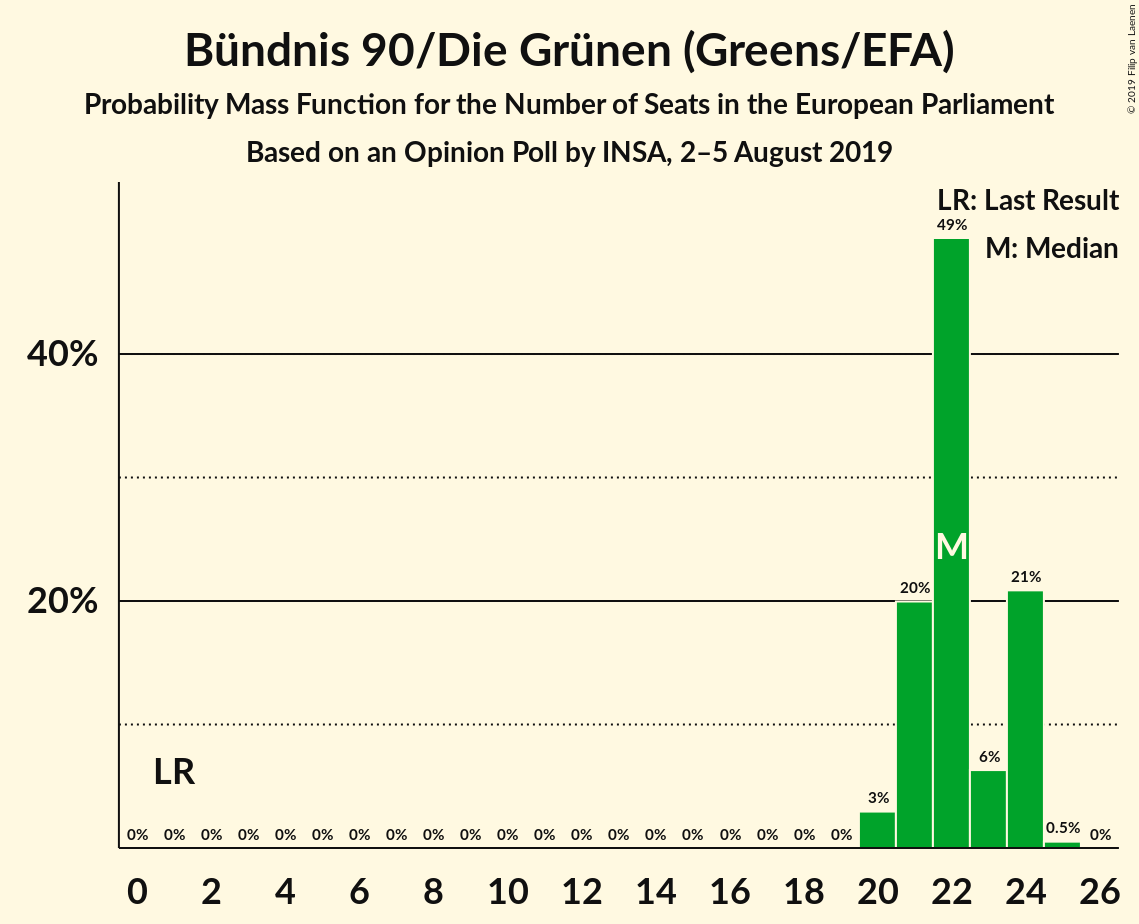 Bündnis 90/Die Grünen (Greens/EFA)
Probability Mass Function for the Number of Seats in the European Parliament
Based on an Opinion Poll by INSA, 2–5 August 2019
© 2019 Filip van Laenen
LR: Last Result
M: Median
49%
40%
M
20%
20%
21%
LR
6%
3%
0% 0% 0% 0% 0% 0% 0% 0% 0% 0% 0% 0% 0% 0% 0% 0% 0% 0% 0% 0% 0.5% 0%
0 2 4 6 8 10 12 14 16 18 20 22 24 26